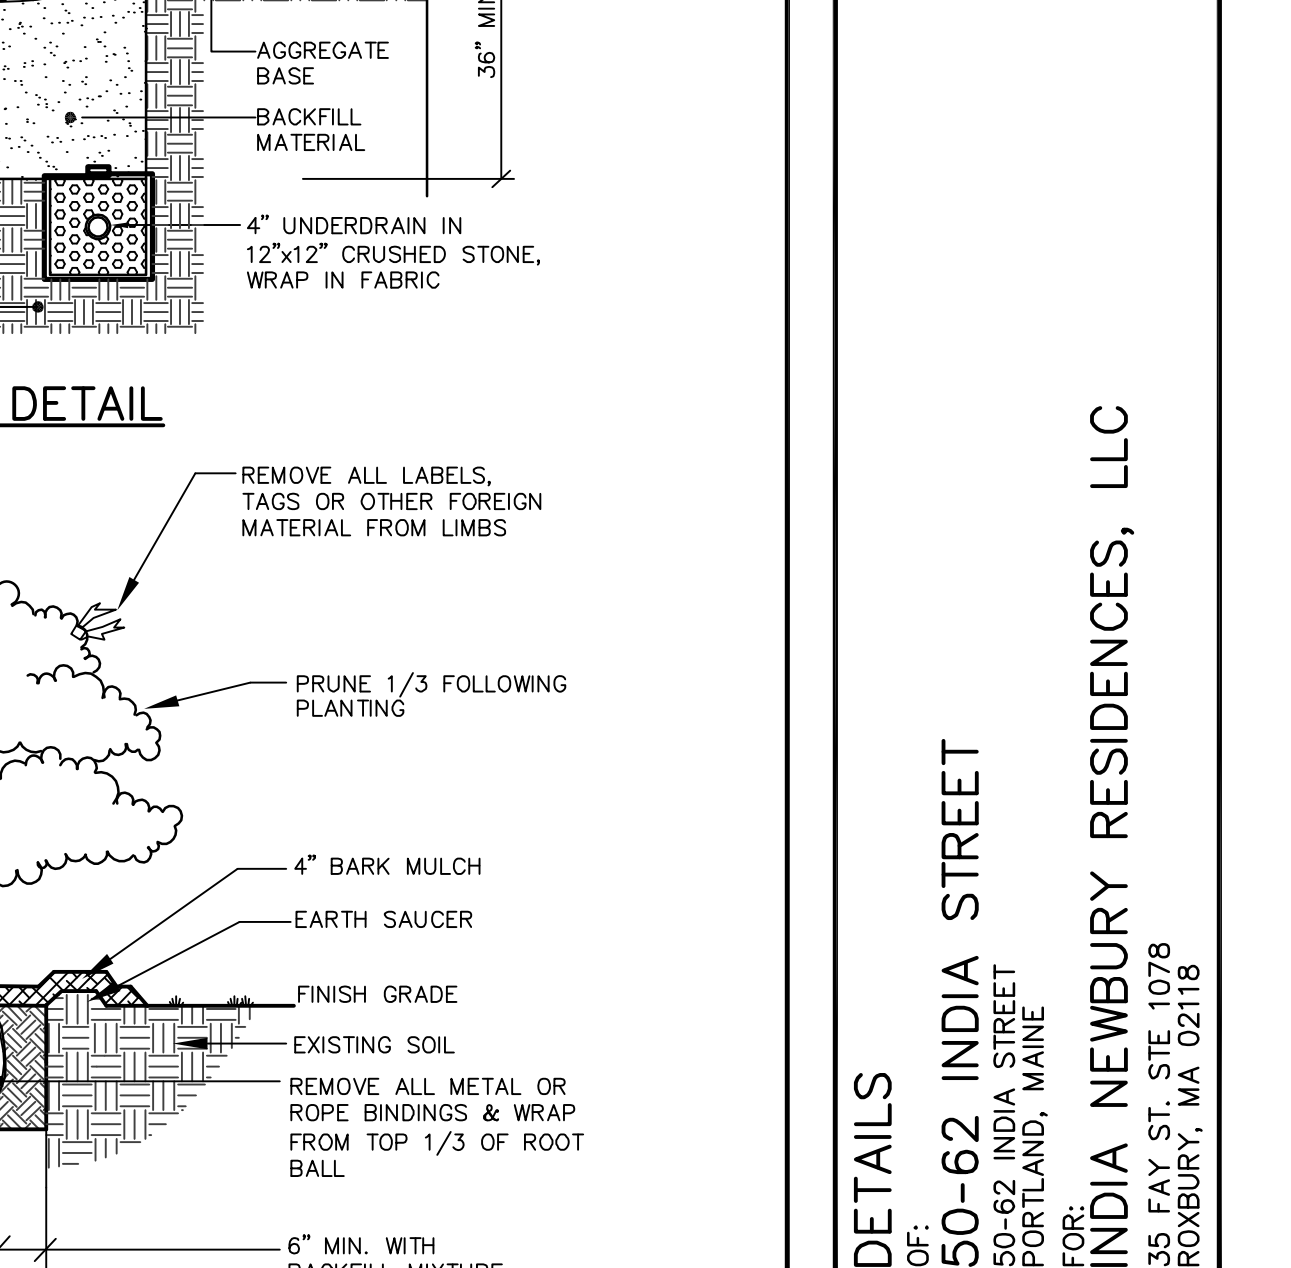 AGGREGATE
BASE
BACKFILL
MATERIAL
36" MIN
4" UNDERDRAIN IN
12"x12" CRUSHED STONE,
WRAP IN FABRIC
DETAIL
REMOVE ALL LABELS,
TAGS OR OTHER FOREIGN
MATERIAL FROM LIMBS
PRUNE 1/3 FOLLOWING
PLANTING
4" BARK MULCH
EARTH SAUCER
FINISH GRADE
EXISTING SOIL
REMOVE ALL METAL OR
ROPE BINDINGS & WRAP
FROM TOP 1/3 OF ROOT
BALL
6" MIN. WITH
BACKFILL MIXTURE
DETAILS
OF:
50-62 INDIA STREET
50-62 INDIA STREET
PORTLAND, MAINE
FOR:
INDIA NEWBURY RESIDENCES, LLC
35 FAY ST. STE 1078
ROXBURY, MA 02118